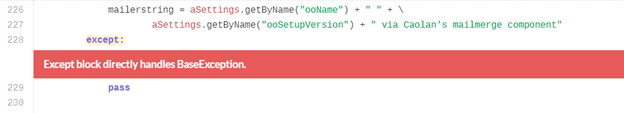 226 mailerstring = aSettings.getByName("ooName") + " " + \
227 aSettings.getByName("ooSetupVersion") + " via Caolan's mailmerge component"
228 except:
Except block directly handles BaseException.
229 pass
230